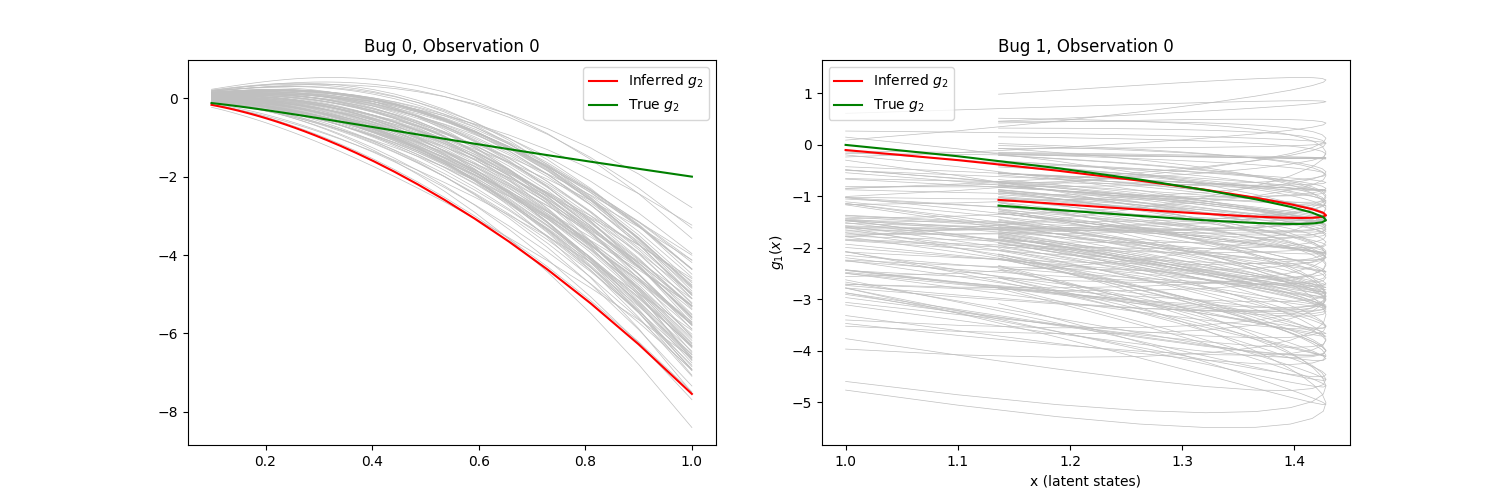 Bug 0, Observation 0
Inferred g₂
True g₂
0
−2
−4
−6
−8
0.2 0.4 0.6 0.8 1.0
Bug 1, Observation 0
Inferred g₂
True g₂
1
0
−1
−2
−3
−4
−5
g₁(x)
1.0 1.1 1.2 1.3 1.4
x (latent states)